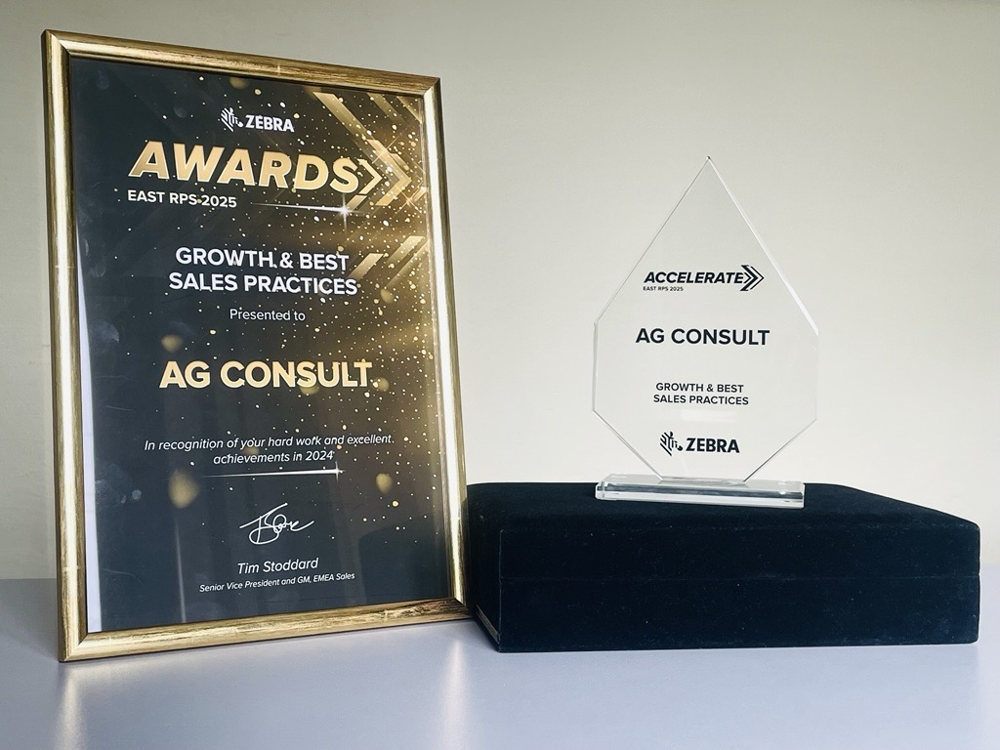 ZEBRA
AWARDS
EAST RPS 2025
GROWTH & BEST
SALES PRACTICES
Presented to
AG CONSULT
In recognition of your hard work and excellent
achievements in 2024
Tim Stoddard
Senior Vice President and GM, EMEA Sales
ACCELERATE
EAST RPS 2025
AG CONSULT
GROWTH & BEST
SALES PRACTICES
ZEBRA